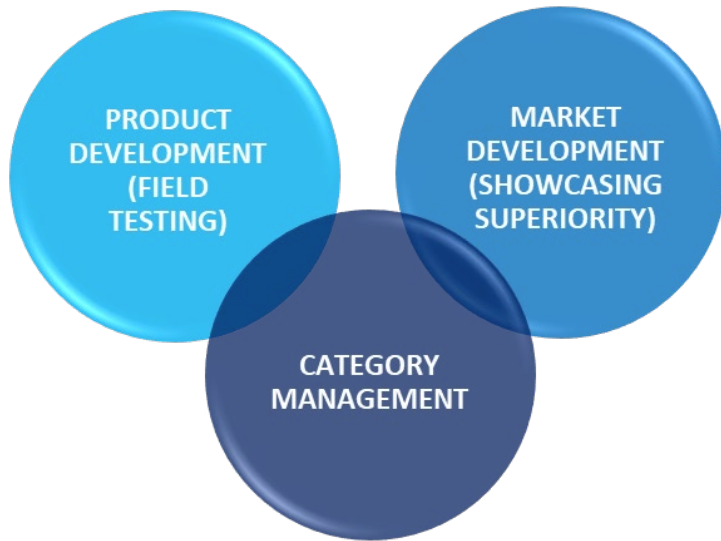 PRODUCT
DEVELOPMENT
(FIELD
TESTING)
MARKET
DEVELOPMENT
(SHOWCASING
SUPERIORITY)
CATEGORY
MANAGEMENT